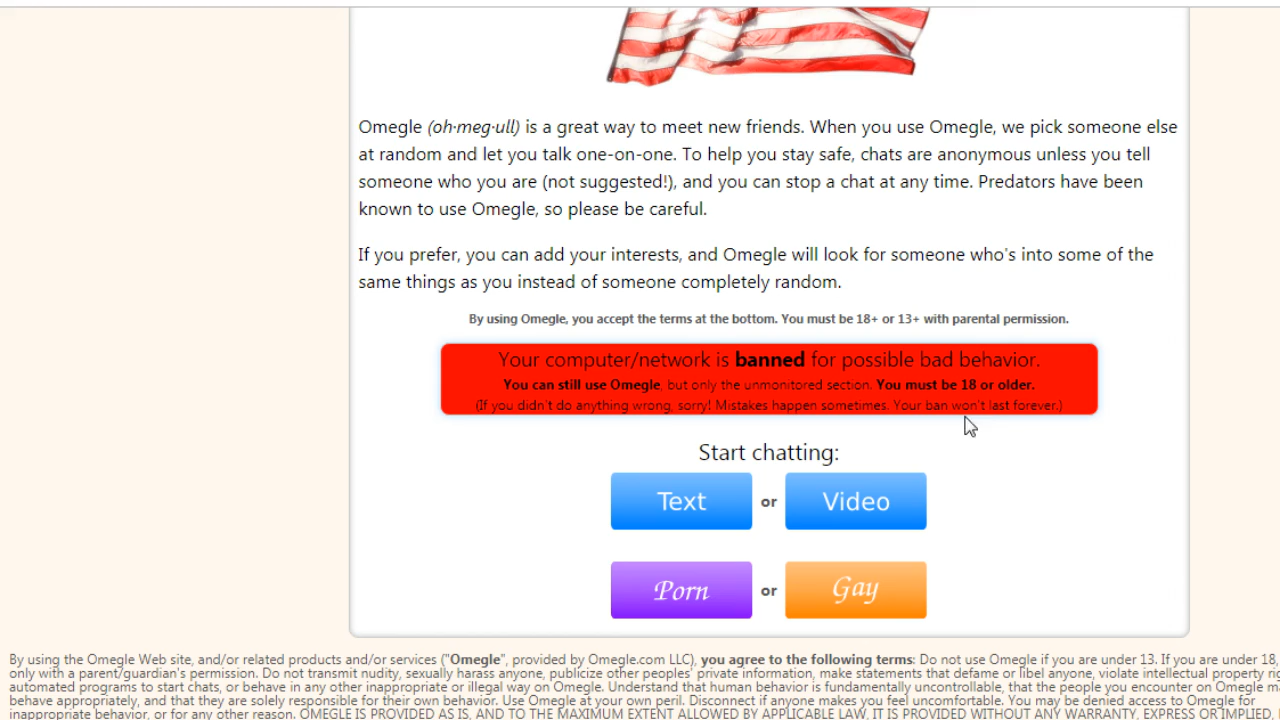 Omegle (oh·meg·ull) is a great way to meet new friends. When you use Omegle, we pick someone else
at random and let you talk one-on-one. To help you stay safe, chats are anonymous unless you tell
someone who you are (not suggested!), and you can stop a chat at any time. Predators have been
known to use Omegle, so please be careful.
If you prefer, you can add your interests, and Omegle will look for someone who's into some of the
same things as you instead of someone completely random.
By using Omegle, you accept the terms at the bottom. You must be 18+ or 13+ with parental permission.
Your computer/network is banned for possible bad behavior.
You can still use Omegle, but only the unmonitored section. You must be 18 or older.
(If you didn't do anything wrong, sorry! Mistakes happen sometimes. Your ban won't last forever.)
Start chatting:
Text or Video
Porn or Gay
By using the Omegle Web site, and/or related products and/or services ("Omegle", provided by Omegle.com LLC), you agree to the following terms: Do not use Omegle if you are under 13. If you are under 18,
only with a parent/guardian's permission. Do not transmit nudity, sexually harass anyone, publicize other peoples' private information, make statements that defame or libel anyone, violate intellectual property
automated programs to start chats, or behave in any other inappropriate or illegal way on Omegle. Understand that human behavior is fundamentally uncontrollable, that the people you encounter on Omegle
behave appropriately, and that they are solely responsible for their own behavior. Use Omegle at your own peril. Disconnect if anyone makes you feel uncomfortable. You may be denied access to Omegle for
inappropriate behavior, or for any other reason. OMEGLE IS PROVIDED AS IS, AND TO THE MAXIMUM EXTENT ALLOWED BY APPLICABLE LAW, IT IS PROVIDED WITHOUT ANY WARRANTY, EXPRESS OR IMPLIED,